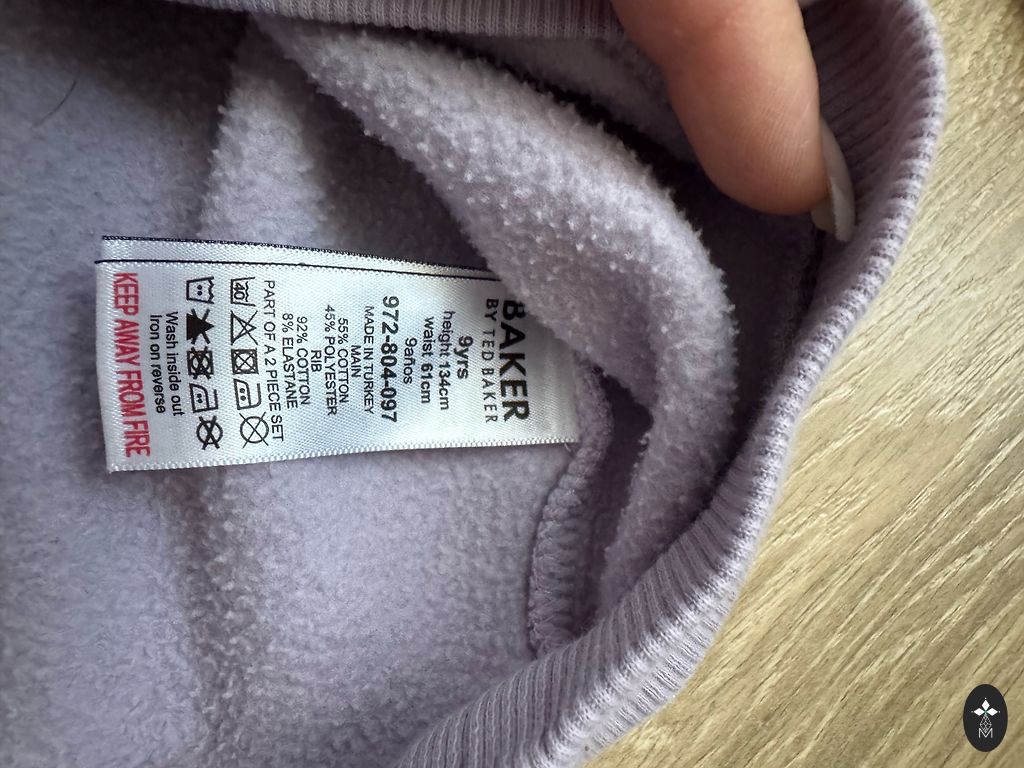 BAKER
BY TED BAKER
9yrs
height 134cm
waist 61cm
9años
972-804-097
MADE IN TURKEY
MAIN
55% COTTON
45% POLYESTER
RIB
92% COTTON
8% ELASTANE
PART OF A 2 PIECE SET
40
Wash inside out
Iron on reverse
KEEP AWAY FROM FIRE
M